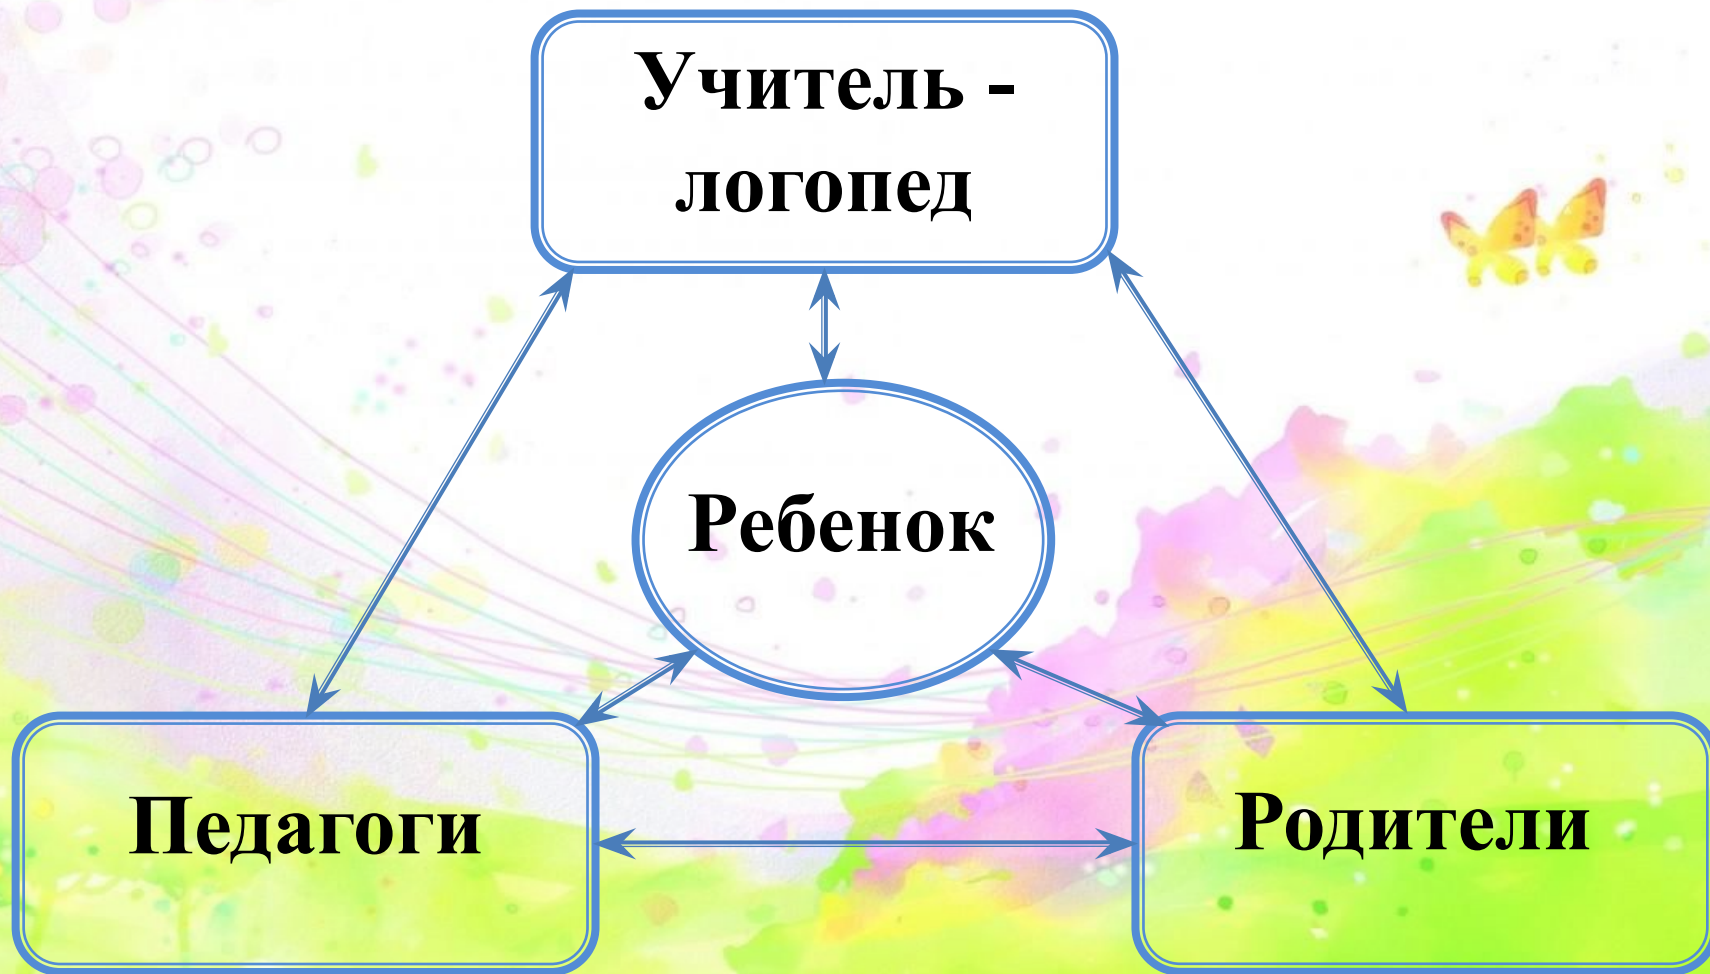 Учитель -
логопед
Ребенок
Педагоги
Родители